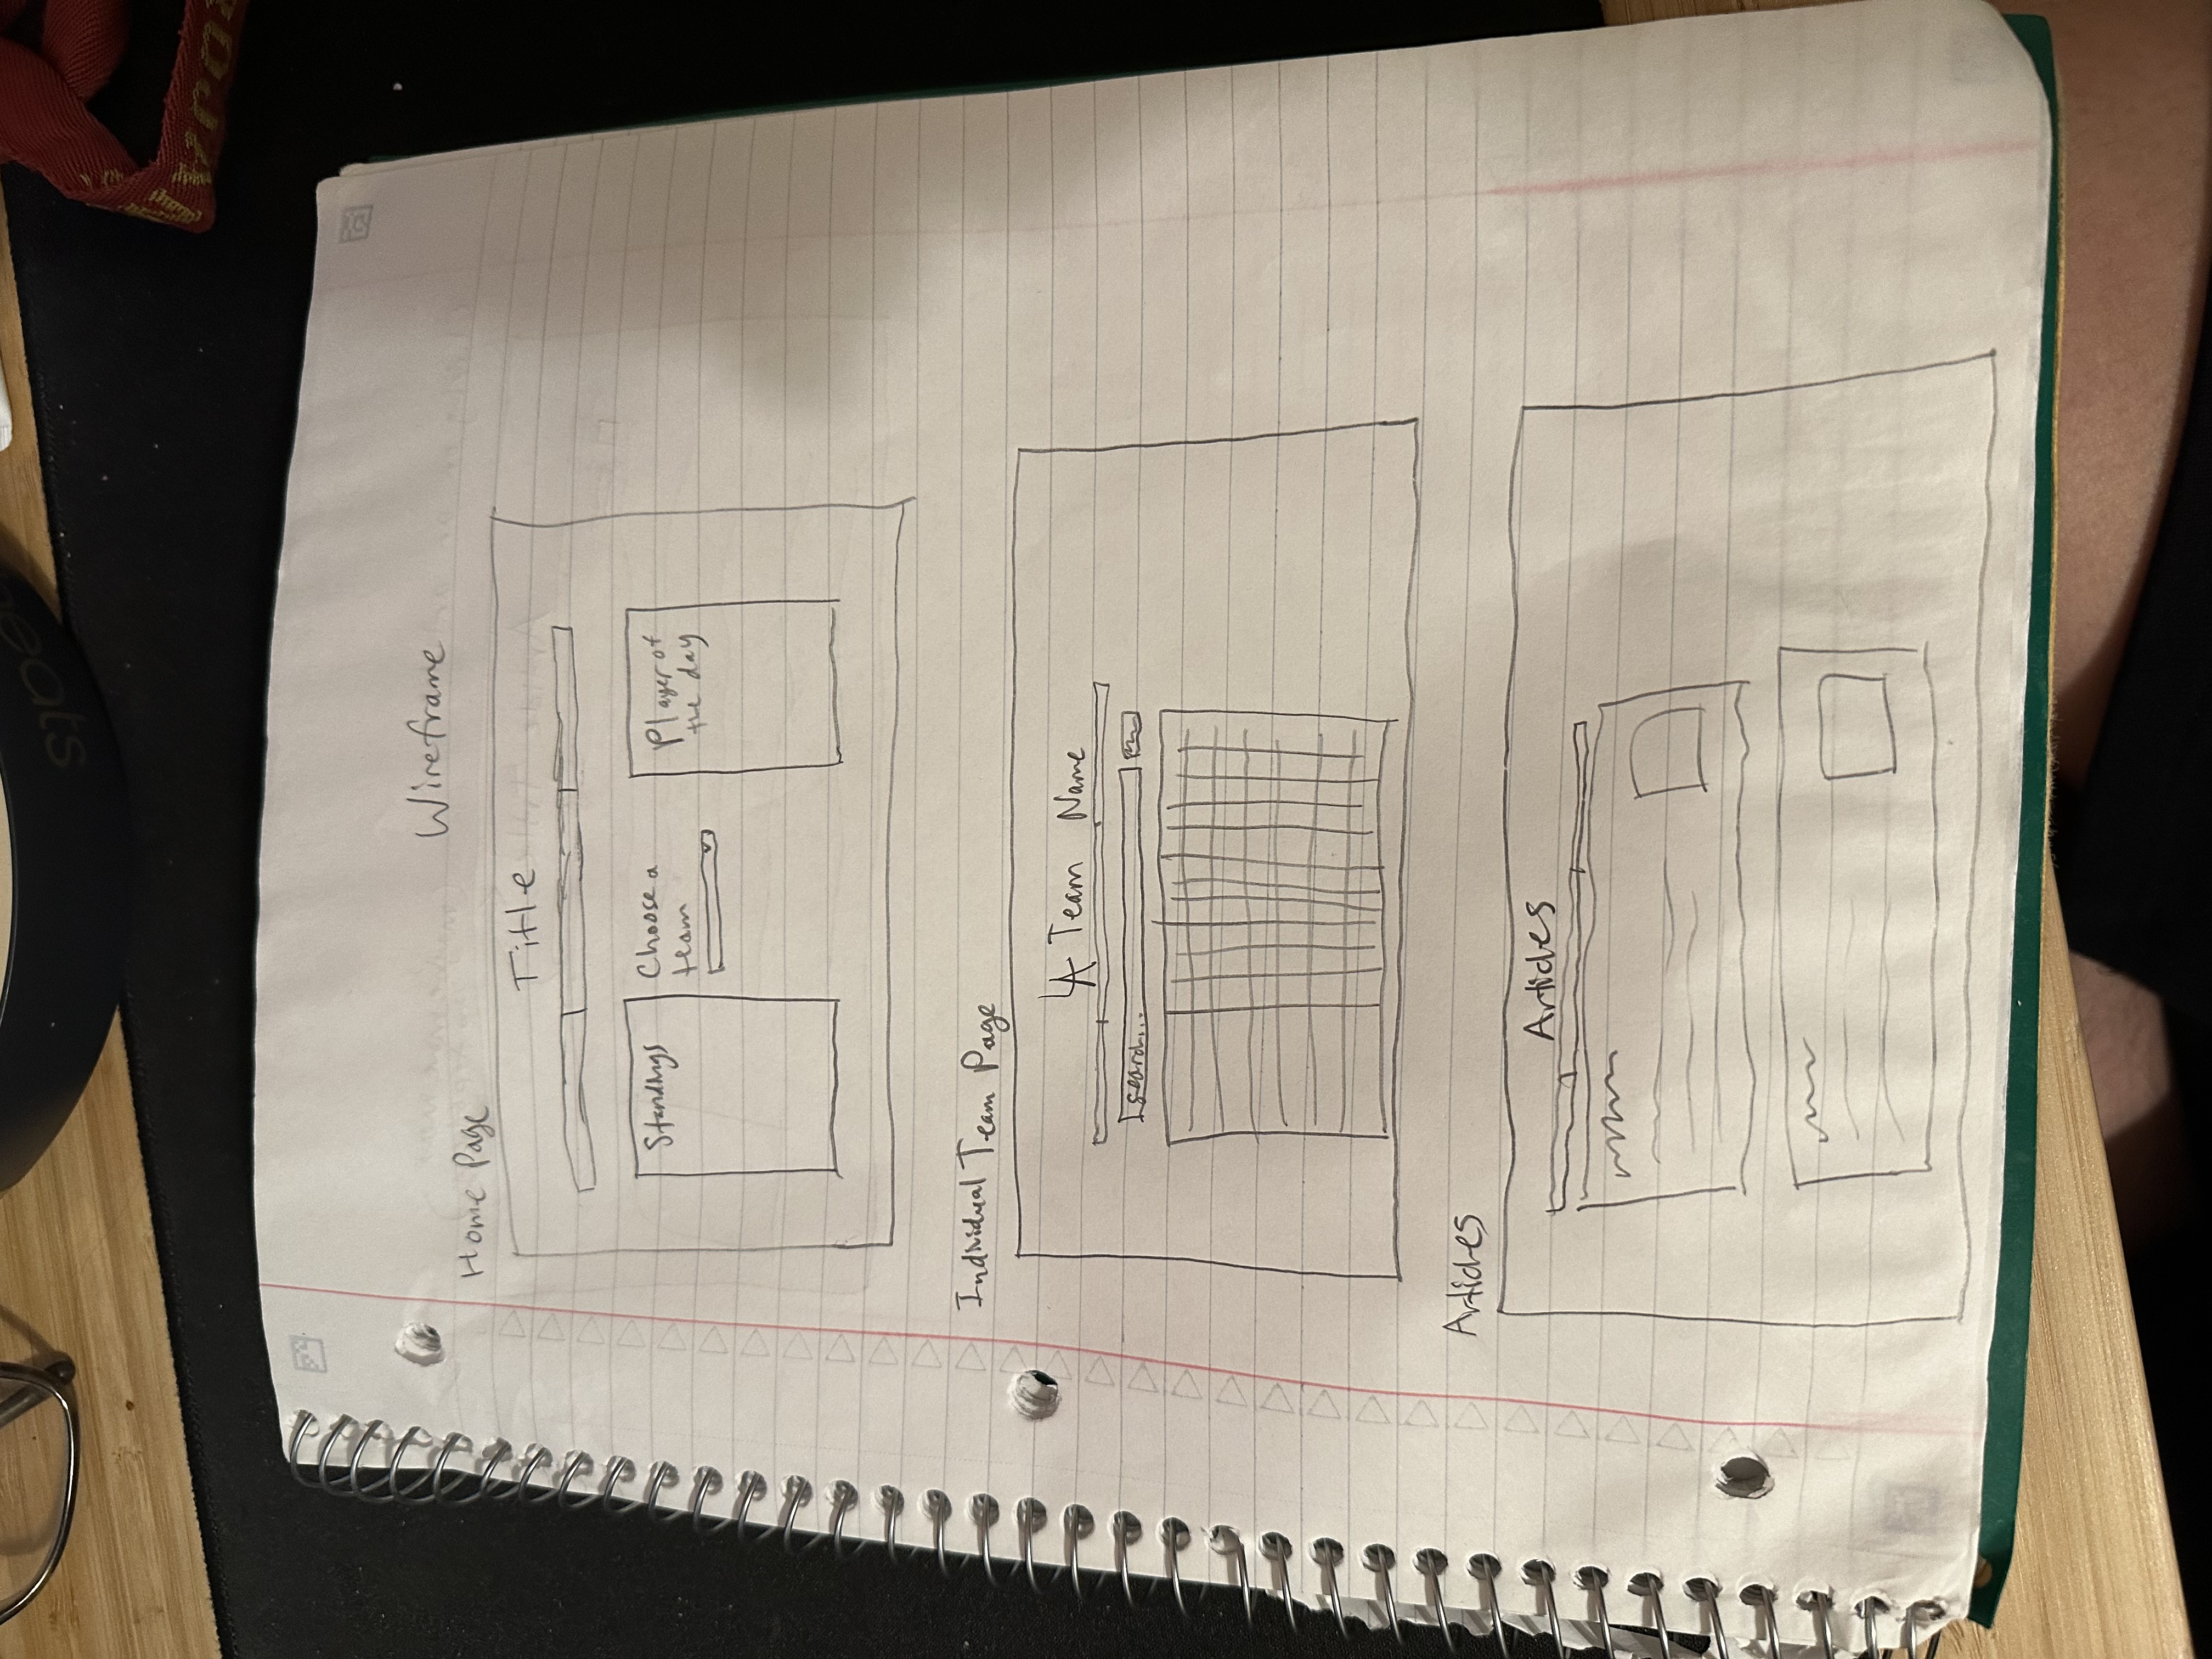 eats
Wireframe
Home Page
Title
Standings
Choose a
team
Player of
the day
Individual Team Page
LA Team Name
search...
Articles
Articles